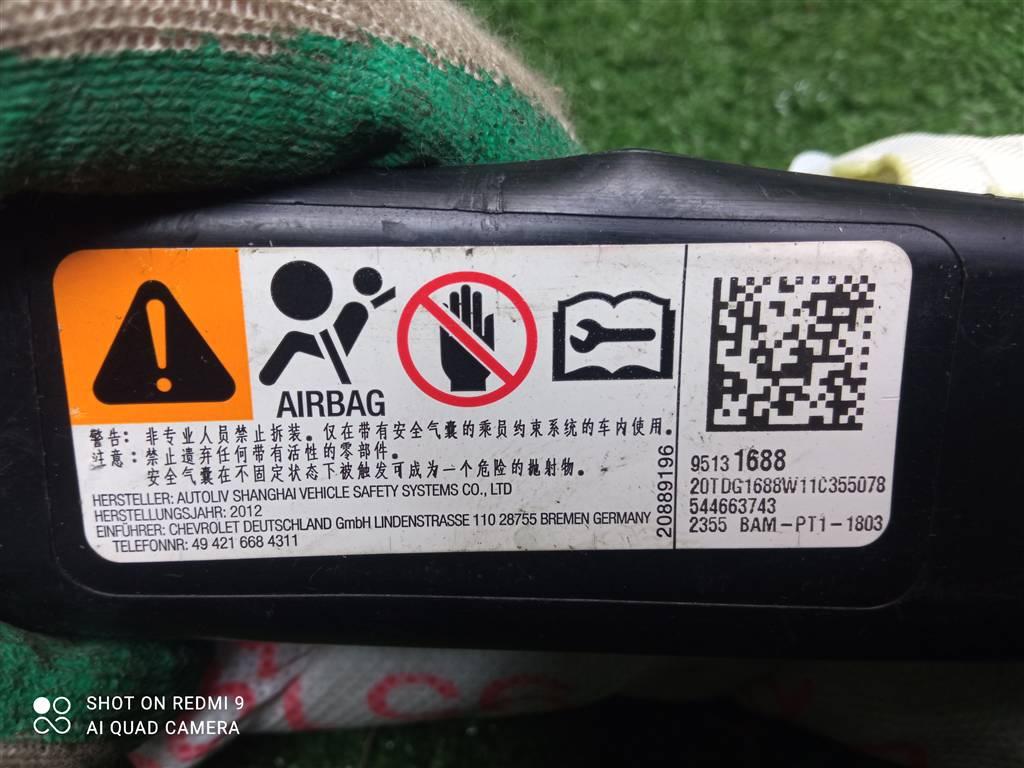 AIRBAG
警告: 非专业人员禁止拆装。仅在带有安全气囊的乘员约束系统的车内使用。
注意: 禁止遗弃任何带有活性的零部件。
安全气囊在不固定状态下被触发可成为一个危险的抛射物。
HERSTELLER: AUTOLIV SHANGHAI VEHICLE SAFETY SYSTEMS CO., LTD
HERSTELLUNGSJAHR: 2012
EINFÜHRER: CHEVROLET DEUTSCHLAND GmbH LINDENSTRASSE 110 28755 BREMEN GERMANY
TELEFONNR: 49 421 668 4311
20889196
9513 1688
20TDG1688W11C355078
544663743
2355 BAM-PT1-1803
SHOT ON REDMI 9
AI QUAD CAMERA